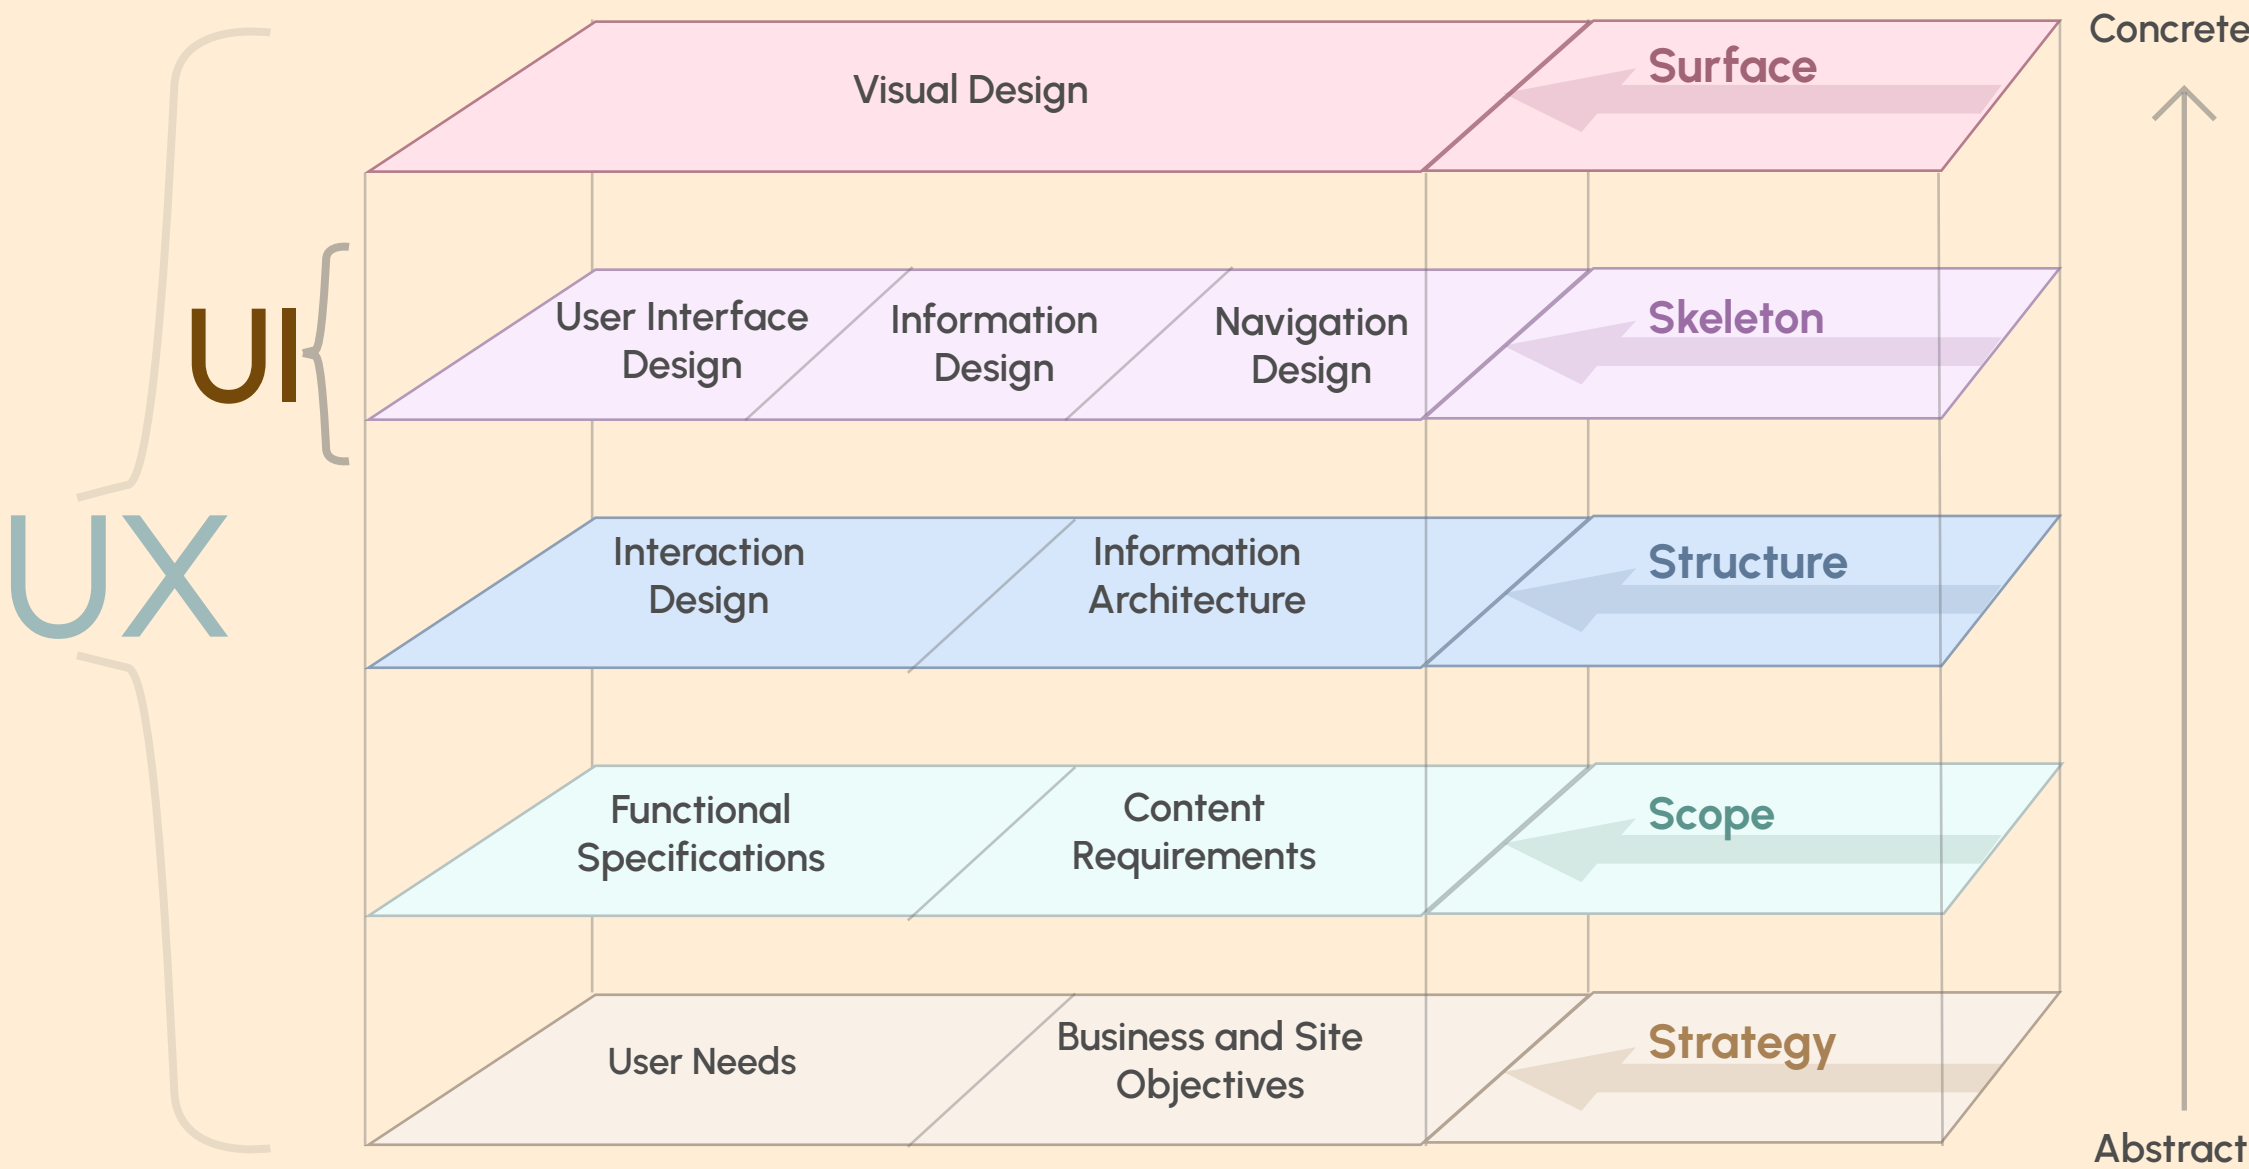 Concrete
Visual Design
Surface
UI
User Interface
Design
Information
Design
Navigation
Design
Skeleton
UX
Interaction
Design
Information
Architecture
Structure
Functional
Specifications
Content
Requirements
Scope
User Needs
Business and Site
Objectives
Strategy
Abstract